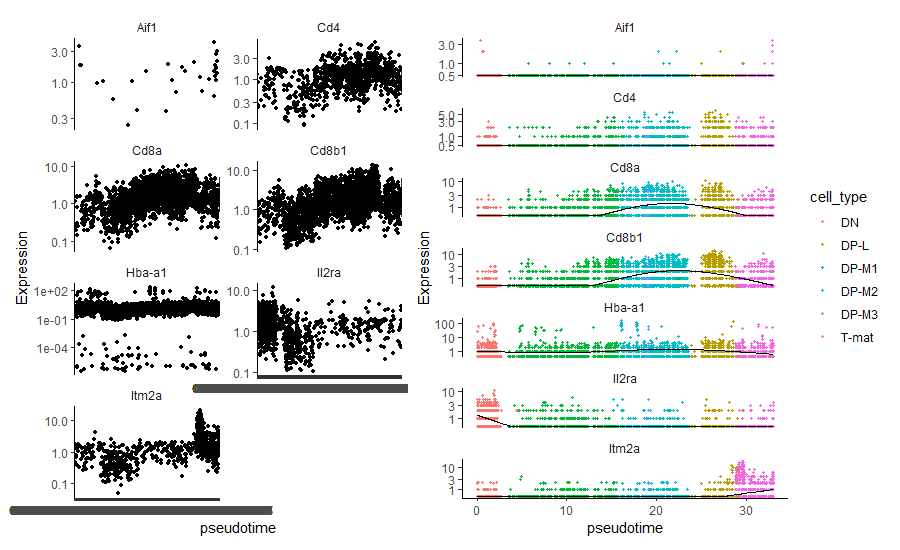 Aif1
Cd4
3.0
1.0
0.3
3.0
1.0
0.3
0.1
Cd8a
Cd8b1
10.0
1.0
0.1
10.0
1.0
0.1
Hba-a1
Il2ra
1e+02
1e-01
1e-04
10.0
1.0
0.1
Itm2a
10.0
1.0
0.1
Expression
pseudotime
Aif1
3.0
1.0
0.5
Cd4
5.0
3.0
1.0
0.5
Cd8a
10
3
1
Cd8b1
10
3
1
Hba-a1
100
10
1
Il2ra
10
3
1
Itm2a
10
3
1
0 10 20 30
Expression
pseudotime
cell_type
DN
DP-L
DP-M1
DP-M2
DP-M3
T-mat